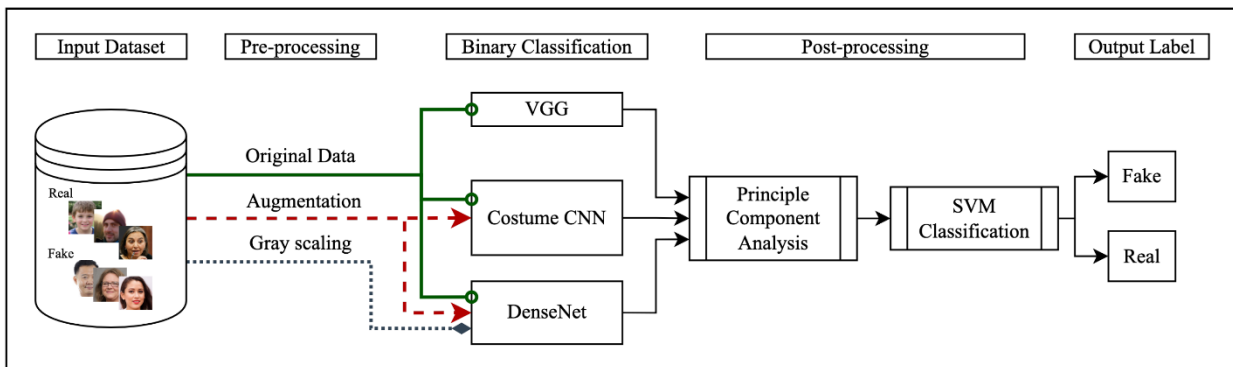 Input Dataset
Pre-processing
Binary Classification
Post-processing
Output Label
VGG
Original Data
Real
Augmentation
Costume CNN
Gray scaling
Fake
DenseNet
Principle
Component
Analysis
SVM
Classification
Fake
Real